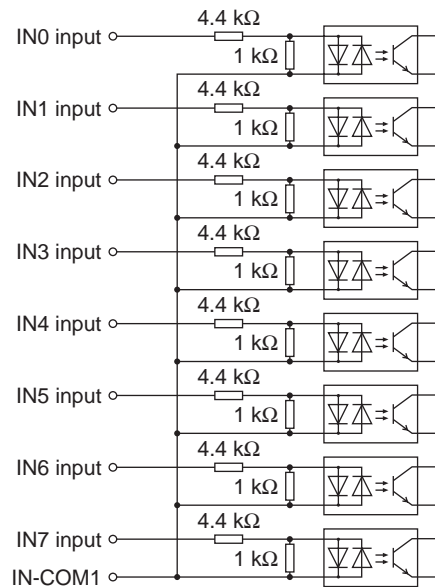 4.4 kΩ
IN0 input
1 kΩ
4.4 kΩ
IN1 input
1 kΩ
4.4 kΩ
IN2 input
1 kΩ
4.4 kΩ
IN3 input
1 kΩ
4.4 kΩ
IN4 input
1 kΩ
4.4 kΩ
IN5 input
1 kΩ
4.4 kΩ
IN6 input
1 kΩ
4.4 kΩ
IN7 input
1 kΩ
IN-COM1